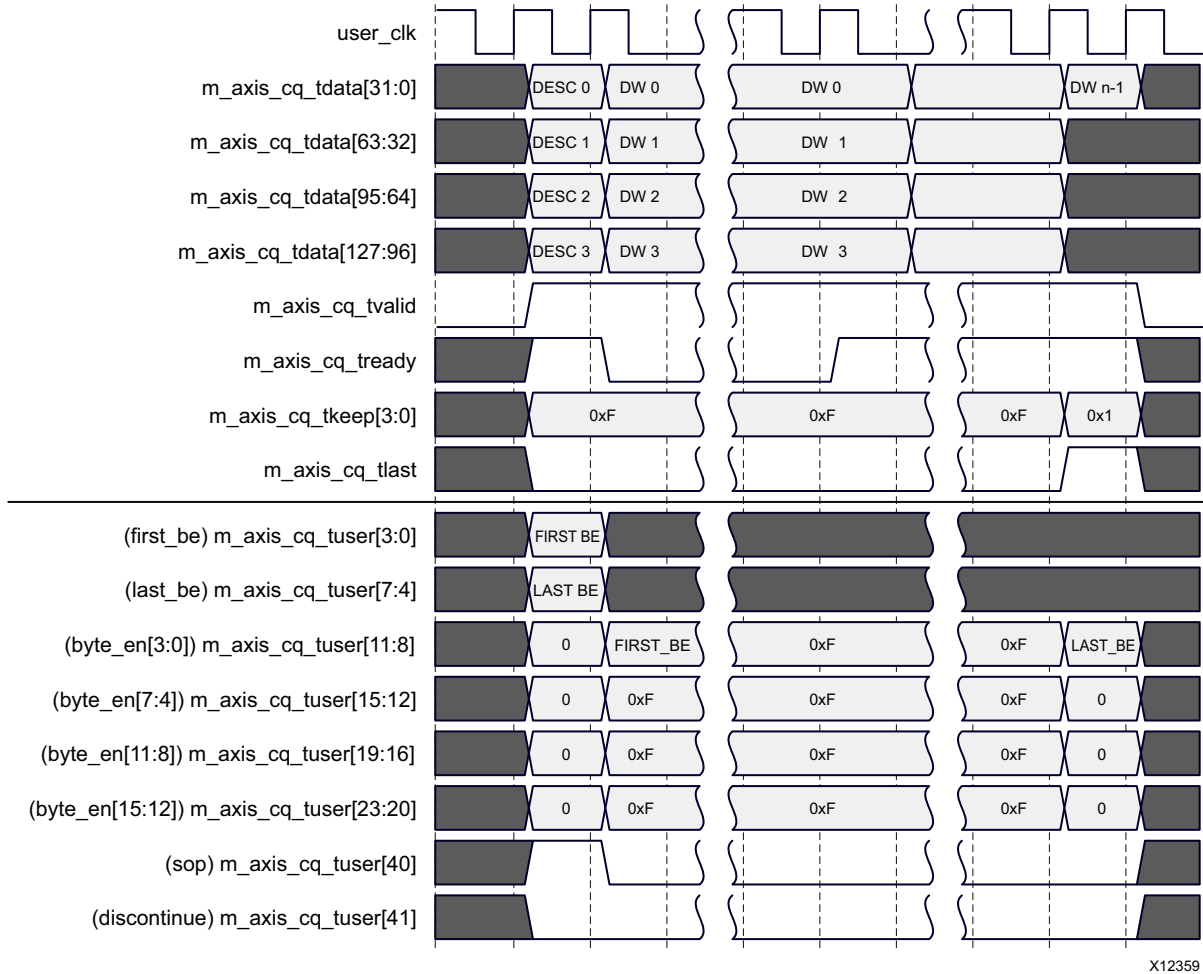 user_clk
m_axis_cq_tdata[31:0] DESC 0 DW 0 DW 0 DW n-1
m_axis_cq_tdata[63:32] DESC 1 DW 1 DW 1
m_axis_cq_tdata[95:64] DESC 2 DW 2 DW 2
m_axis_cq_tdata[127:96] DESC 3 DW 3 DW 3
m_axis_cq_tvalid
m_axis_cq_tready
m_axis_cq_tkeep[3:0] 0xF 0xF 0xF 0x1
m_axis_cq_tlast
(first_be) m_axis_cq_tuser[3:0] FIRST BE
(last_be) m_axis_cq_tuser[7:4] LAST BE
(byte_en[3:0]) m_axis_cq_tuser[11:8] 0 FIRST_BE 0xF 0xF LAST_BE
(byte_en[7:4]) m_axis_cq_tuser[15:12] 0 0xF 0xF 0xF 0
(byte_en[11:8]) m_axis_cq_tuser[19:16] 0 0xF 0xF 0xF 0
(byte_en[15:12]) m_axis_cq_tuser[23:20] 0 0xF 0xF 0xF 0
(sop) m_axis_cq_tuser[40]
(discontinue) m_axis_cq_tuser[41]
X12359